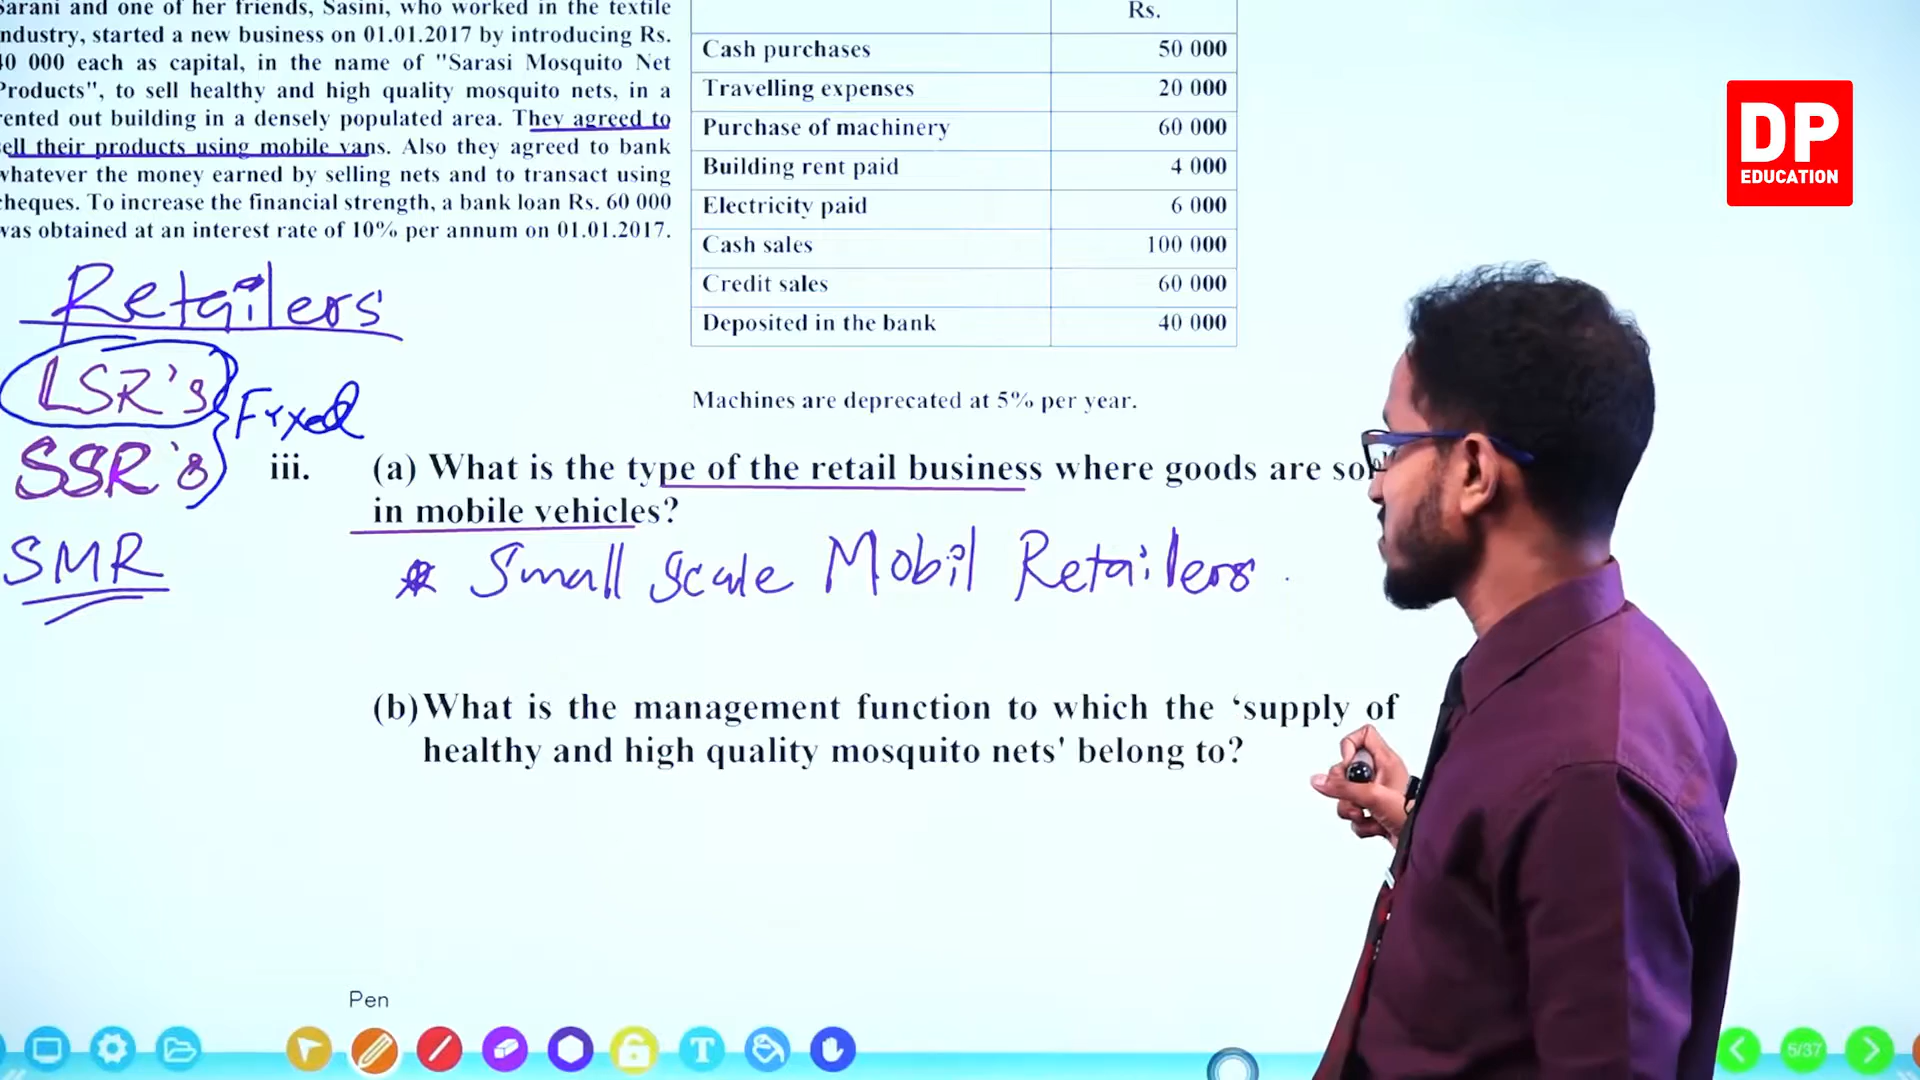 Sarani and one of her friends, Sasini, who worked in the textile
industry, started a new business on 01.01.2017 by introducing Rs.
40 000 each as capital, in the name of "Sarasi Mosquito Net
Products", to sell healthy and high quality mosquito nets, in a
rented out building in a densely populated area. They agreed to
sell their products using mobile vans. Also they agreed to bank
whatever the money earned by selling nets and to transact using
cheques. To increase the financial strength, a bank loan Rs. 60 000
was obtained at an interest rate of 10% per annum on 01.01.2017.
Rs.
Cash purchases 50 000
Travelling expenses 20 000
Purchase of machinery 60 000
Building rent paid 4 000
Electricity paid 6 000
Cash sales 100 000
Credit sales 60 000
Deposited in the bank 40 000
Machines are deprecated at 5% per year.
DP
EDUCATION
Retailers
LSR's
SSR's
Fixed
SMR
iii. (a) What is the type of the retail business where goods are sol
in mobile vehicles?
* Small Scale Mobil Retailers.
(b) What is the management function to which the ‘supply of
healthy and high quality mosquito nets' belong to?
Pen
T
5/37